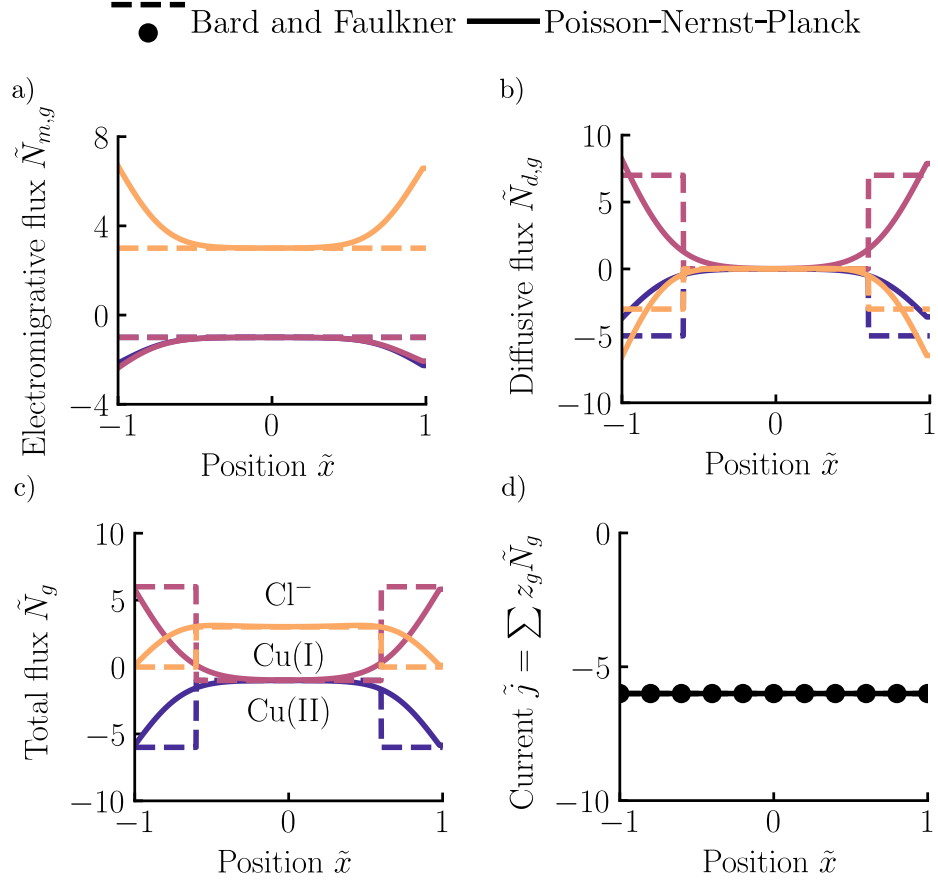 Bard and Faulkner Poisson-Nernst-Planck
a) b)
Electromigrative flux Ñ_{m,g}
8
4
0
−4
−1 0 1
Position x̃
Diffusive flux Ñ_{d,g}
10
5
0
−5
−10
−1 0 1
Position x̃
c) d)
Total flux Ñ_g
10
5
0
−5
−10
Cl⁻
Cu(I)
Cu(II)
−1 0 1
Position x̃
Current j̃ = ∑ z_g Ñ_g
0
−5
−10
−1 0 1
Position x̃